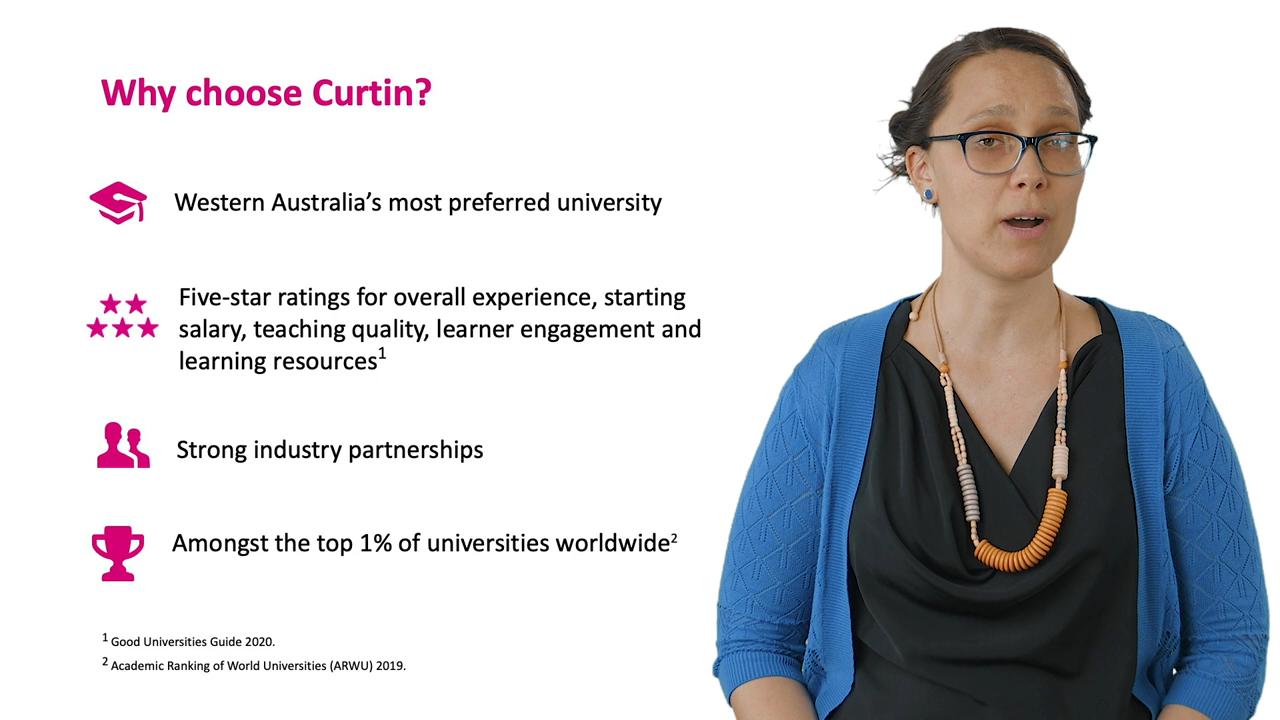 Why choose Curtin?
Western Australia’s most preferred university
Five-star ratings for overall experience, starting
salary, teaching quality, learner engagement and
learning resources¹
Strong industry partnerships
Amongst the top 1% of universities worldwide²
¹ Good Universities Guide 2020.
² Academic Ranking of World Universities (ARWU) 2019.